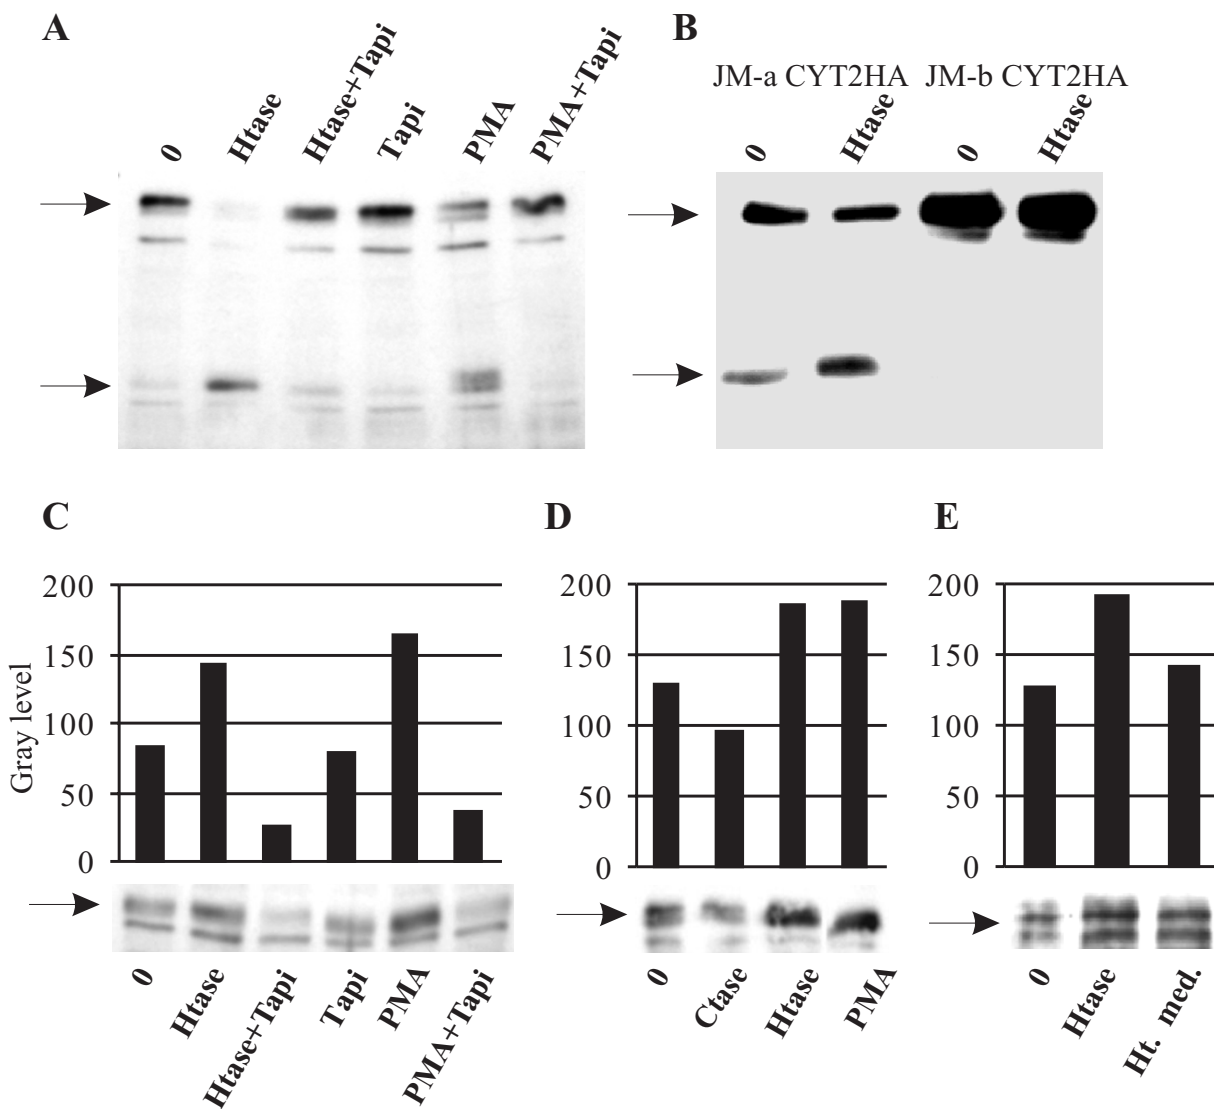 A
0
Htase
Htase+Tapi
Tapi
PMA
PMA+Tapi
B
JM-a CYT2HA JM-b CYT2HA
0
Htase
0
Htase
C
Gray level
200
150
100
50
0
0
Htase
Htase+Tapi
Tapi
PMA
PMA+Tapi
D
200
150
100
50
0
0
Ctase
Htase
PMA
E
200
150
100
50
0
0
Htase
Ht. med.